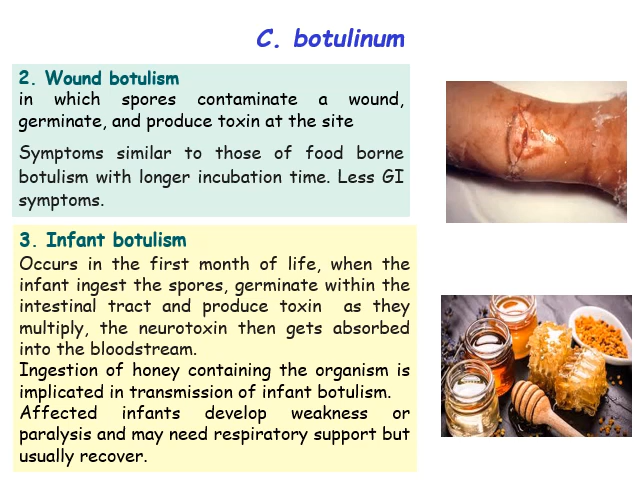 C. botulinum
2. Wound botulism
in which spores contaminate a wound,
germinate, and produce toxin at the site
Symptoms similar to those of food borne
botulism with longer incubation time. Less GI
symptoms.
3. Infant botulism
Occurs in the first month of life, when the
infant ingest the spores, germinate within the
intestinal tract and produce toxin as they
multiply, the neurotoxin then gets absorbed
into the bloodstream.
Ingestion of honey containing the organism is
implicated in transmission of infant botulism.
Affected infants develop weakness or
paralysis and may need respiratory support but
usually recover.